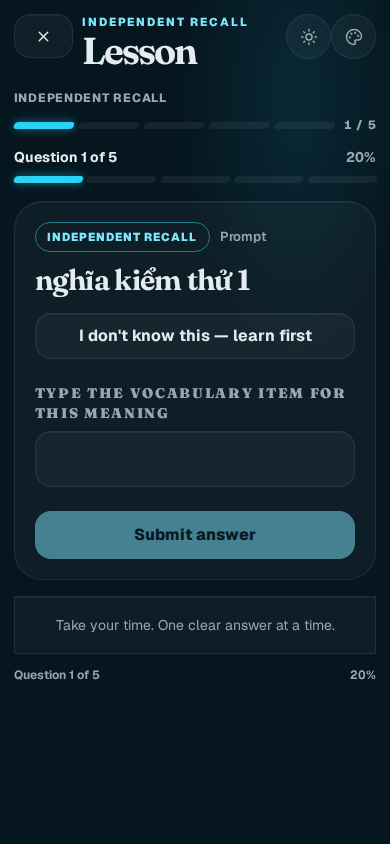 INDEPENDENT RECALL
Lesson
INDEPENDENT RECALL
1 / 5
Question 1 of 5
20%
INDEPENDENT RECALL
Prompt
nghĩa kiểm thử 1
I don't know this — learn first
TYPE THE VOCABULARY ITEM FOR
THIS MEANING
Submit answer
Take your time. One clear answer at a time.
Question 1 of 5
20%